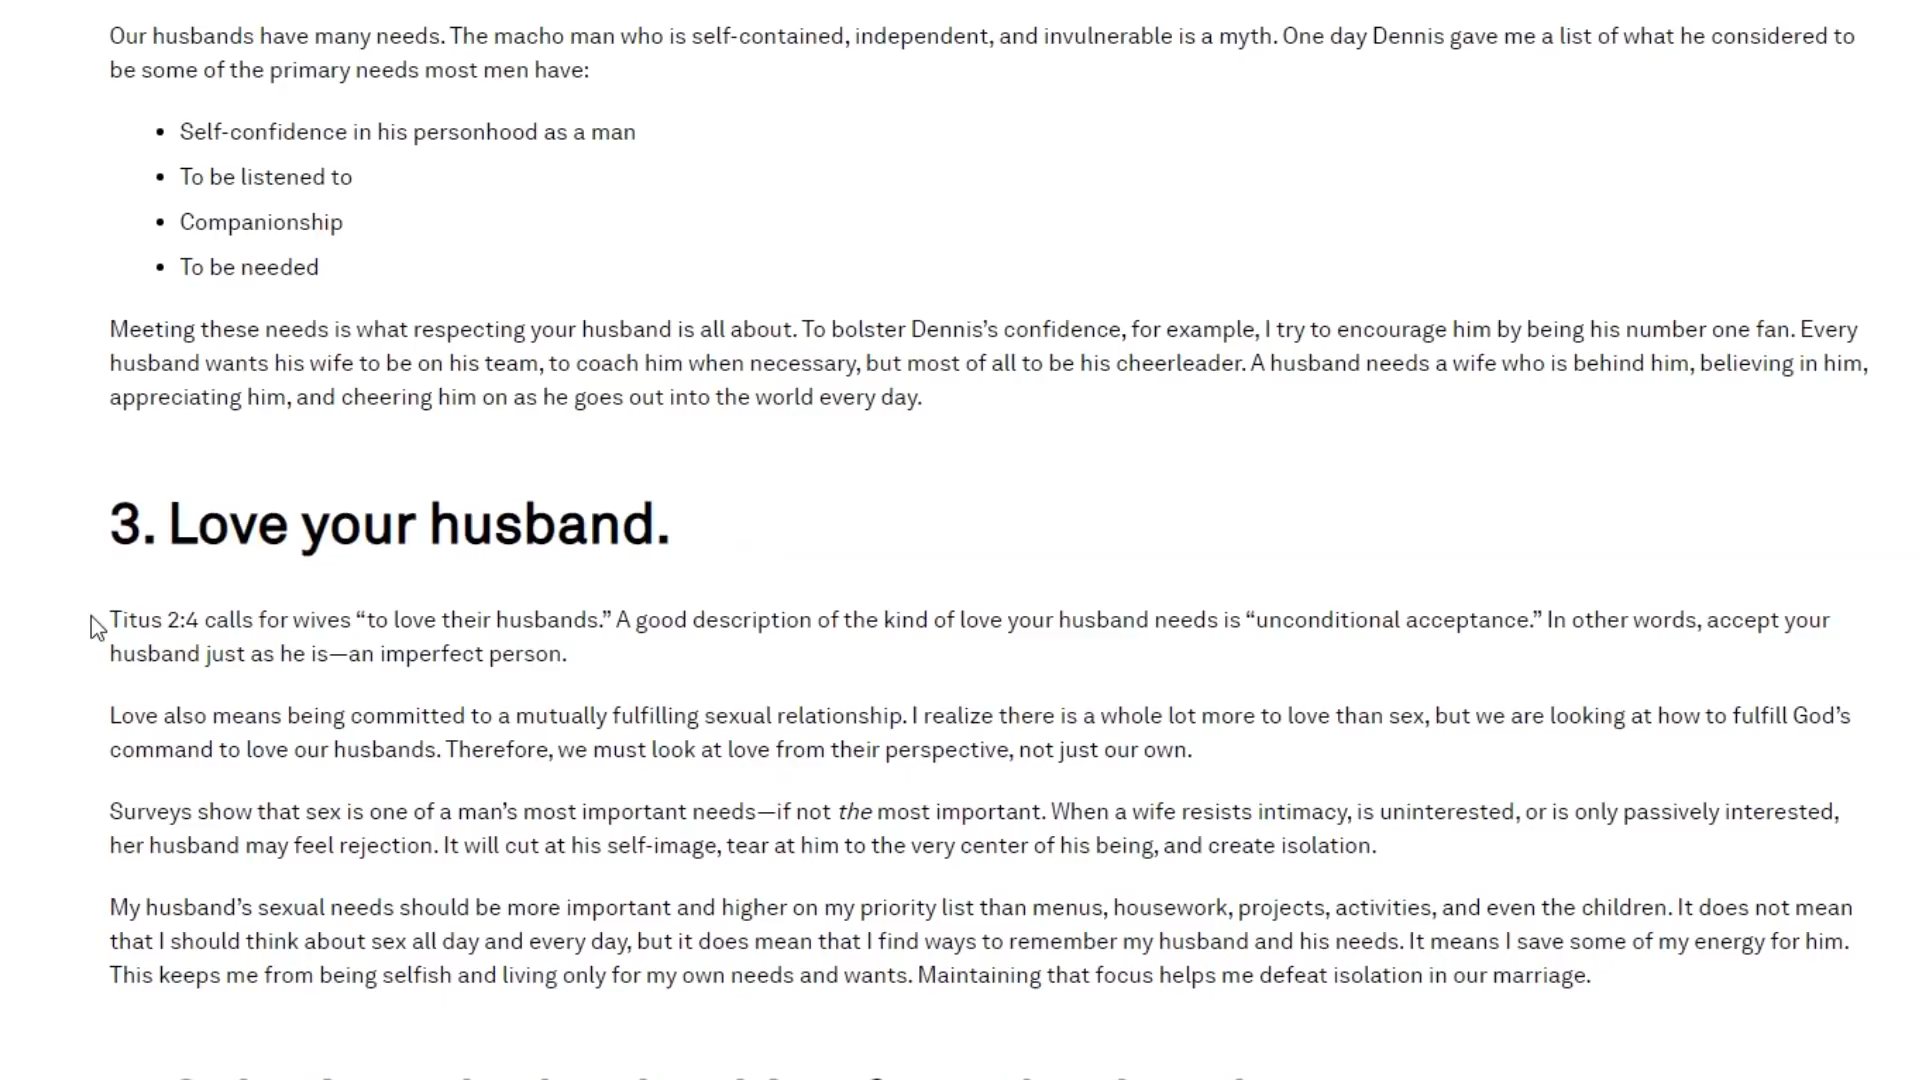 Our husbands have many needs. The macho man who is self-contained, independent, and invulnerable is a myth. One day Dennis gave me a list of what he considered to
be some of the primary needs most men have:
• Self-confidence in his personhood as a man
• To be listened to
• Companionship
• To be needed
Meeting these needs is what respecting your husband is all about. To bolster Dennis’s confidence, for example, I try to encourage him by being his number one fan. Every
husband wants his wife to be on his team, to coach him when necessary, but most of all to be his cheerleader. A husband needs a wife who is behind him, believing in him,
appreciating him, and cheering him on as he goes out into the world every day.
3. Love your husband.
Titus 2:4 calls for wives “to love their husbands.” A good description of the kind of love your husband needs is “unconditional acceptance.” In other words, accept your
husband just as he is—an imperfect person.
Love also means being committed to a mutually fulfilling sexual relationship. I realize there is a whole lot more to love than sex, but we are looking at how to fulfill God’s
command to love our husbands. Therefore, we must look at love from their perspective, not just our own.
Surveys show that sex is one of a man’s most important needs—if not the most important. When a wife resists intimacy, is uninterested, or is only passively interested,
her husband may feel rejection. It will cut at his self-image, tear at him to the very center of his being, and create isolation.
My husband’s sexual needs should be more important and higher on my priority list than menus, housework, projects, activities, and even the children. It does not mean
that I should think about sex all day and every day, but it does mean that I find ways to remember my husband and his needs. It means I save some of my energy for him.
This keeps me from being selfish and living only for my own needs and wants. Maintaining that focus helps me defeat isolation in our marriage.